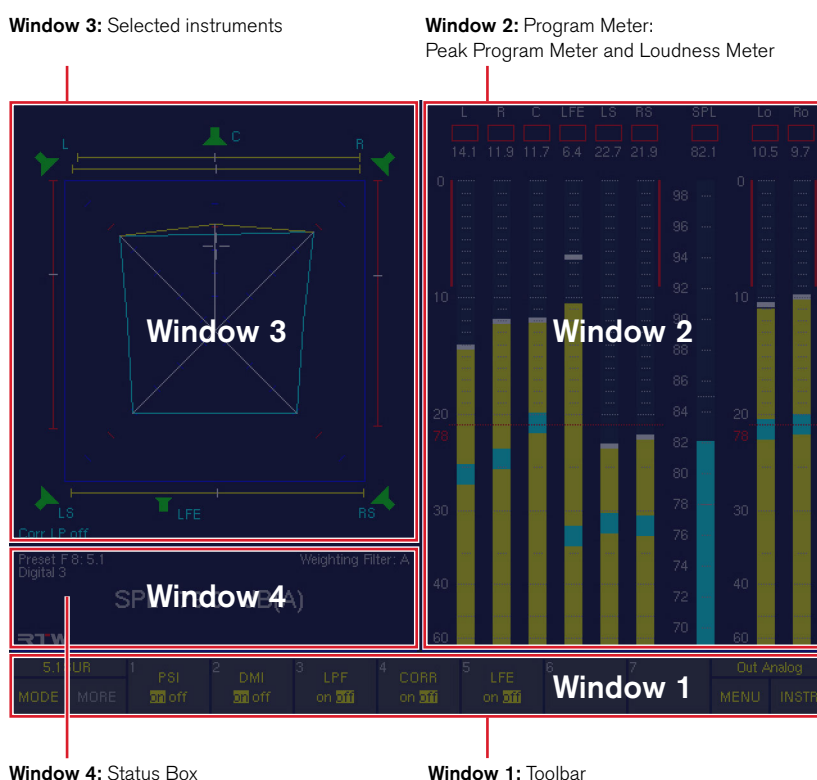 Window 3: Selected instruments
Window 2: Program Meter:
Peak Program Meter and Loudness Meter
L C R
L R C LFE LS RS SPL Lo Ro
14.1 11.9 11.7 6.4 22.7 21.9 82.1 10.5 9.7
0 98 0
96
94
92
10 10
Window 3
Window 2
88
86
20 84 20
78 82 78
80
30 78 30
76
74
40 72 40
70
60 60
LS LFE RS
Corr LP off
Preset F 8: 5.1 Weighting Filter: A
Digital 3
Window 4
RTW
1 2 3 4 5 6 7
PSI DMI LPF CORR LFE Out Analog
Window 1
MODE MORE on off on off on off on off on off MENU INSTR
Window 4: Status Box
Window 1: Toolbar